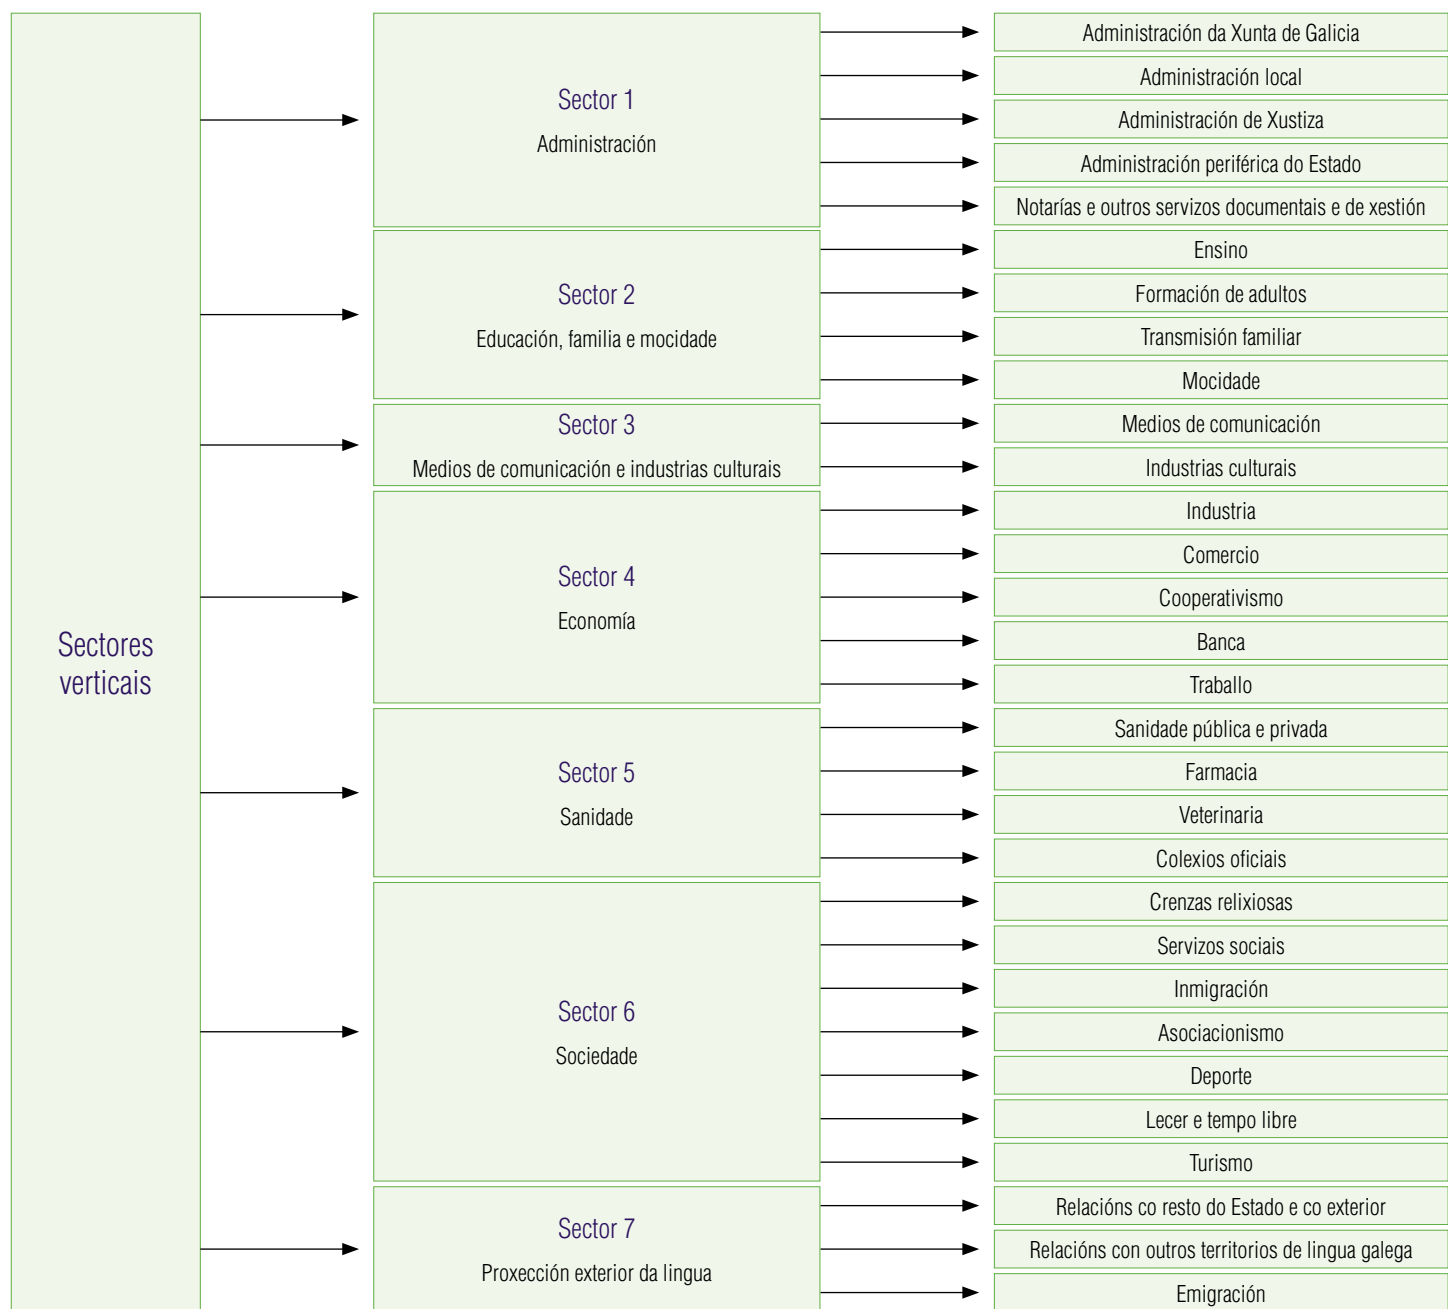 Sectores
verticais
Sector 1
Administración
Administración da Xunta de Galicia
Administración local
Administración de Xustiza
Administración periférica do Estado
Notarías e outros servizos documentais e de xestión
Sector 2
Educación, familia e mocidade
Ensino
Formación de adultos
Transmisión familiar
Mocidade
Sector 3
Medios de comunicación e industrias culturais
Medios de comunicación
Industrias culturais
Sector 4
Economía
Industria
Comercio
Cooperativismo
Banca
Traballo
Sector 5
Sanidade
Sanidade pública e privada
Farmacia
Veterinaria
Colexios oficiais
Sector 6
Sociedade
Crenzas relixiosas
Servizos sociais
Inmigración
Asociacionismo
Deporte
Lecer e tempo libre
Turismo
Sector 7
Proxección exterior da lingua
Relacións co resto do Estado e co exterior
Relacións con outros territorios de lingua galega
Emigración